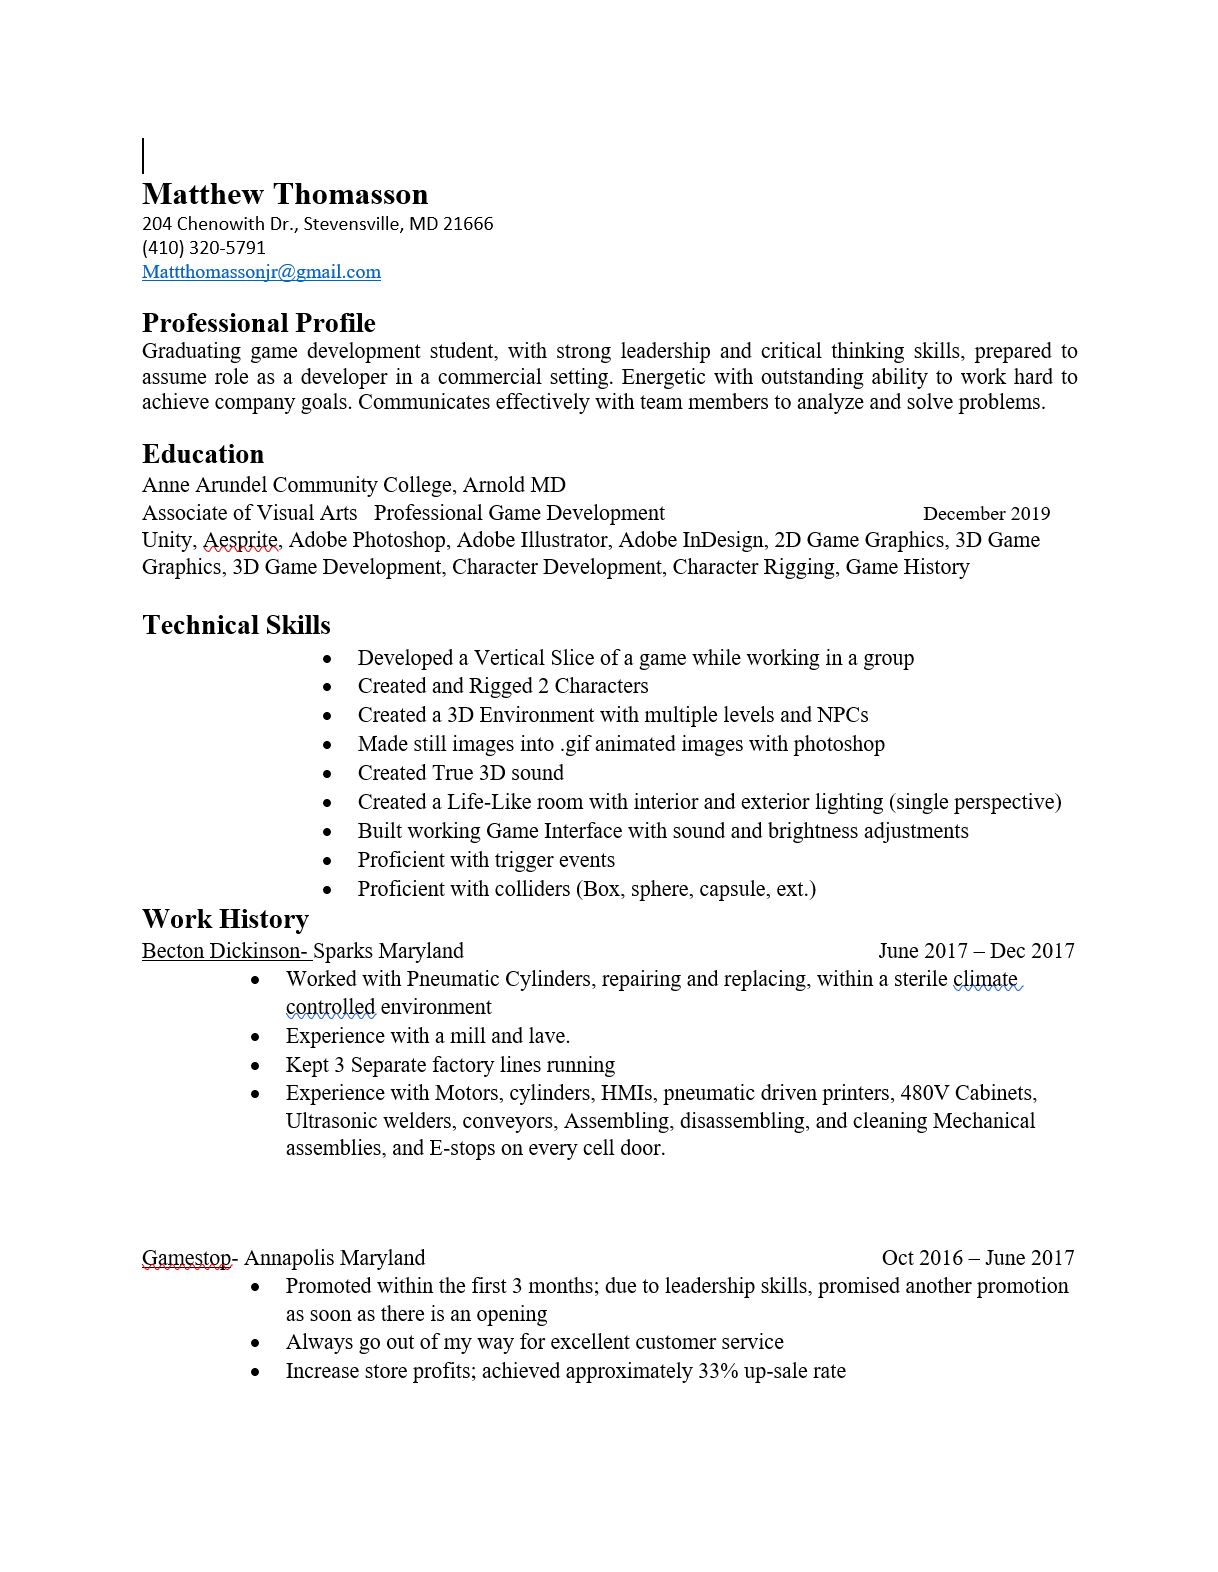 Matthew Thomasson
204 Chenowith Dr., Stevensville, MD 21666
(410) 320-5791
Mattthomassonjr@gmail.com
Professional Profile
Graduating game development student, with strong leadership and critical thinking skills, prepared to
assume role as a developer in a commercial setting. Energetic with outstanding ability to work hard to
achieve company goals. Communicates effectively with team members to analyze and solve problems.
Education
Anne Arundel Community College, Arnold MD
Associate of Visual Arts   Professional Game Development December 2019
Unity, Aesprite, Adobe Photoshop, Adobe Illustrator, Adobe InDesign, 2D Game Graphics, 3D Game
Graphics, 3D Game Development, Character Development, Character Rigging, Game History
Technical Skills
• Developed a Vertical Slice of a game while working in a group
• Created and Rigged 2 Characters
• Created a 3D Environment with multiple levels and NPCs
• Made still images into .gif animated images with photoshop
• Created True 3D sound
• Created a Life-Like room with interior and exterior lighting (single perspective)
• Built working Game Interface with sound and brightness adjustments
• Proficient with trigger events
• Proficient with colliders (Box, sphere, capsule, ext.)
Work History
Becton Dickinson- Sparks Maryland June 2017 – Dec 2017
• Worked with Pneumatic Cylinders, repairing and replacing, within a sterile climate
controlled environment
• Experience with a mill and lave.
• Kept 3 Separate factory lines running
• Experience with Motors, cylinders, HMIs, pneumatic driven printers, 480V Cabinets,
Ultrasonic welders, conveyors, Assembling, disassembling, and cleaning Mechanical
assemblies, and E-stops on every cell door.
Gamestop- Annapolis Maryland Oct 2016 – June 2017
• Promoted within the first 3 months; due to leadership skills, promised another promotion
as soon as there is an opening
• Always go out of my way for excellent customer service
• Increase store profits; achieved approximately 33% up-sale rate